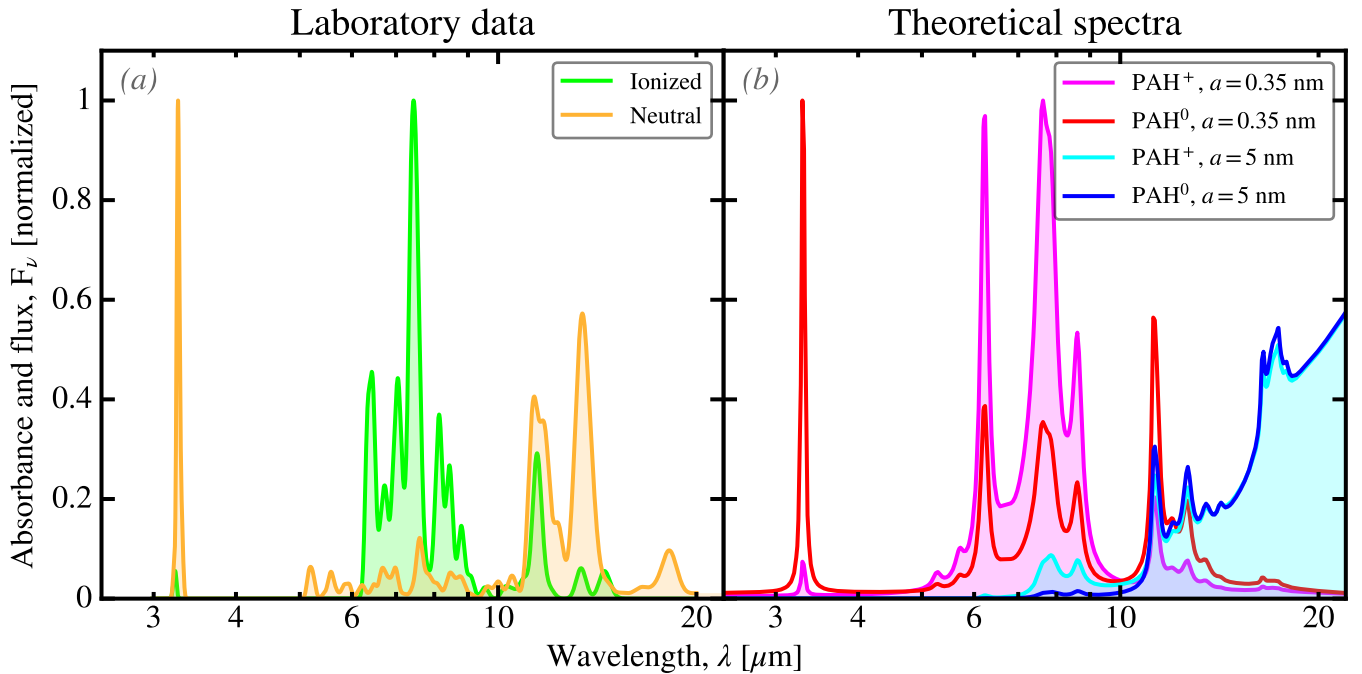 Laboratory data
Theoretical spectra
(a)
Ionized
Neutral
(b)
PAH⁺, a = 0.35 nm
PAH⁰, a = 0.35 nm
PAH⁺, a = 5 nm
PAH⁰, a = 5 nm
Absorbance and flux, Fᵥ [normalized]
1
0.8
0.6
0.4
0.2
0
3 4 6 10 20
3 4 6 10 20
Wavelength, λ [μm]